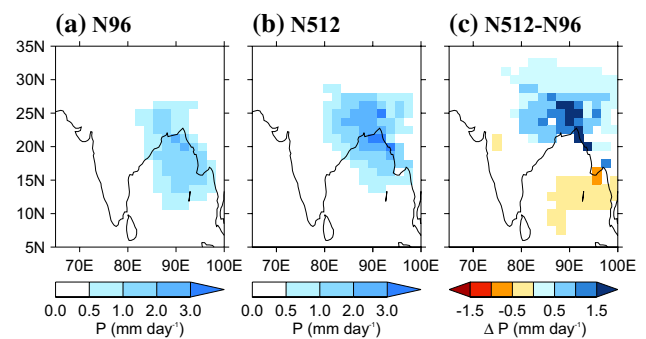 (a) N96 (b) N512 (c) N512-N96
35N
30N
25N
20N
15N
10N
5N
70E 80E 90E 100E 70E 80E 90E 100E 70E 80E 90E 100E
0.0 0.5 1.0 2.0 3.0 0.0 0.5 1.0 2.0 3.0 -1.5 -0.5 0.5 1.5
P (mm day⁻¹) P (mm day⁻¹) Δ P (mm day⁻¹)